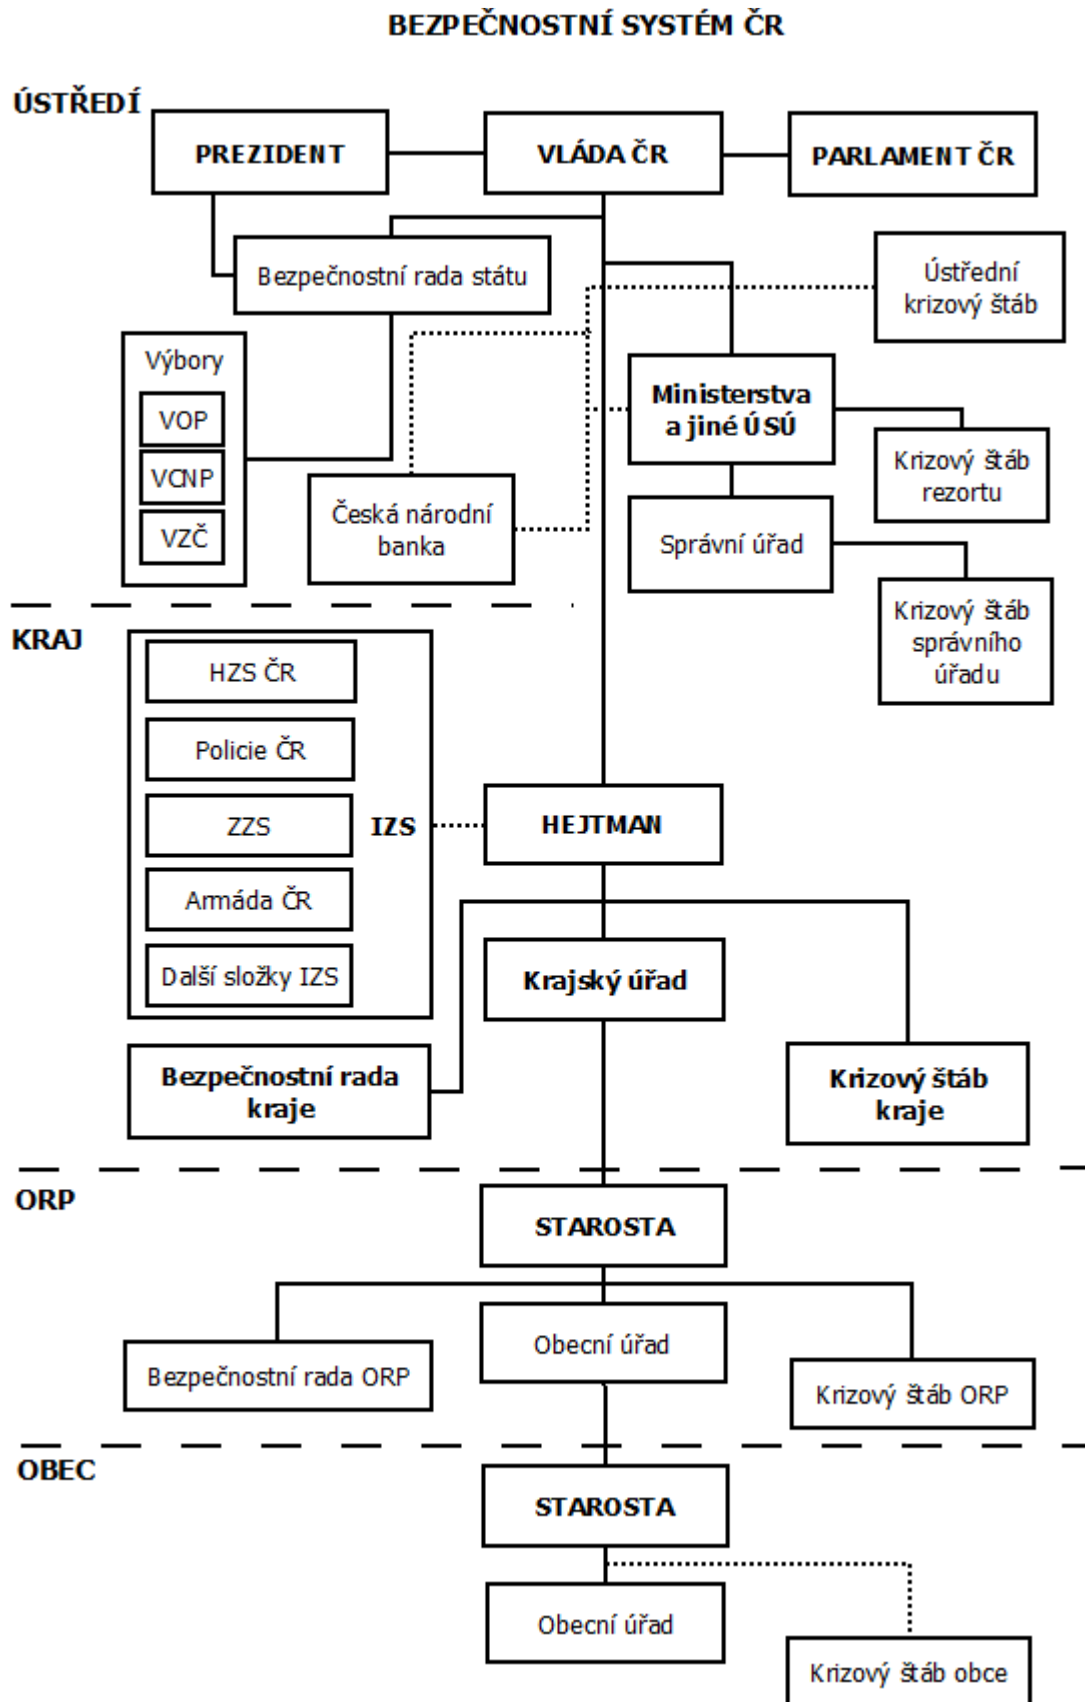 BEZPEČNOSTNÍ SYSTÉM ČR
ÚSTŘEDÍ
PREZIDENT
VLÁDA ČR
PARLAMENT ČR
Bezpečnostní rada státu
Ústřední
krizový štáb
Výbory
VOP
VCNP
VZČ
Ministerstva
a jiné ÚSÚ
Krizový štáb
rezortu
Česká národní
banka
Správní úřad
Krizový štáb
správního
úřadu
KRAJ
HZS ČR
Policie ČR
ZZS
IZS
Armáda ČR
Další složky IZS
HEJTMAN
Krajský úřad
Bezpečnostní rada
kraje
Krizový štáb
kraje
ORP
STAROSTA
Obecní úřad
Bezpečnostní rada ORP
Krizový štáb ORP
OBEC
STAROSTA
Obecní úřad
Krizový štáb obce